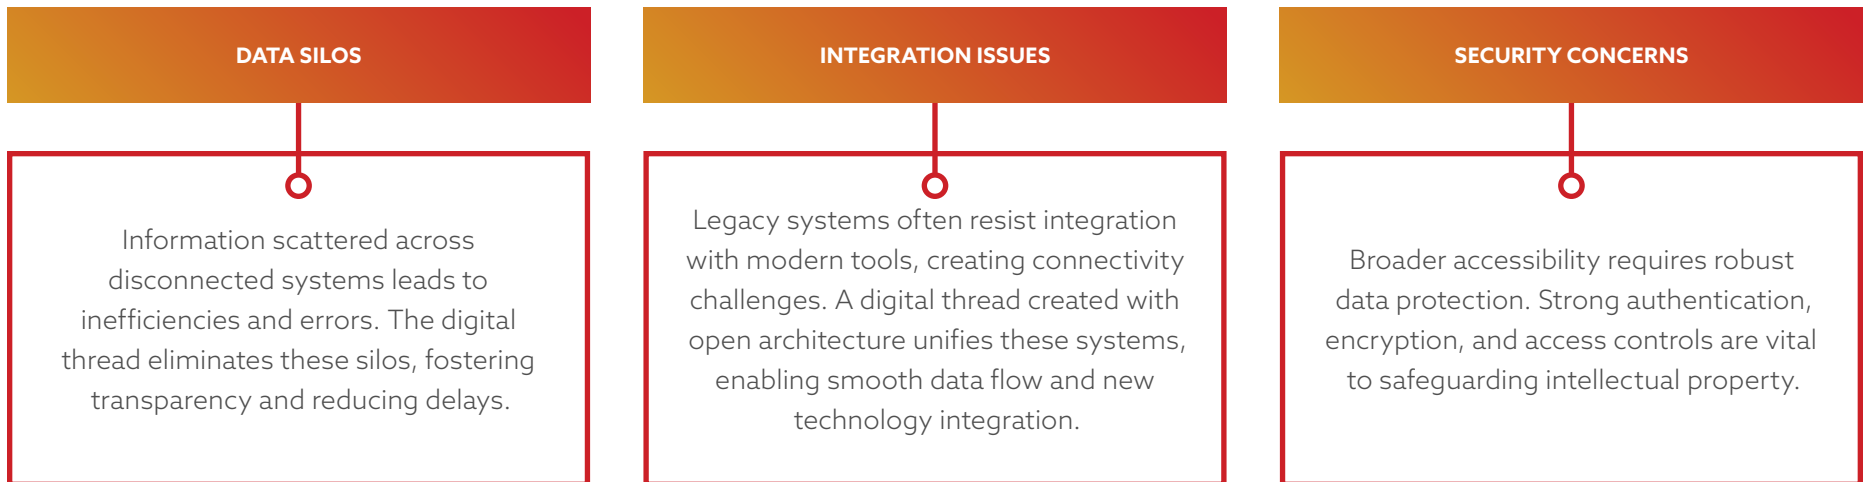 DATA SILOS
Information scattered across
disconnected systems leads to
inefficiencies and errors. The digital
thread eliminates these silos, fostering
transparency and reducing delays.
INTEGRATION ISSUES
Legacy systems often resist integration
with modern tools, creating connectivity
challenges. A digital thread created with
open architecture unifies these systems,
enabling smooth data flow and new
technology integration.
SECURITY CONCERNS
Broader accessibility requires robust
data protection. Strong authentication,
encryption, and access controls are vital
to safeguarding intellectual property.